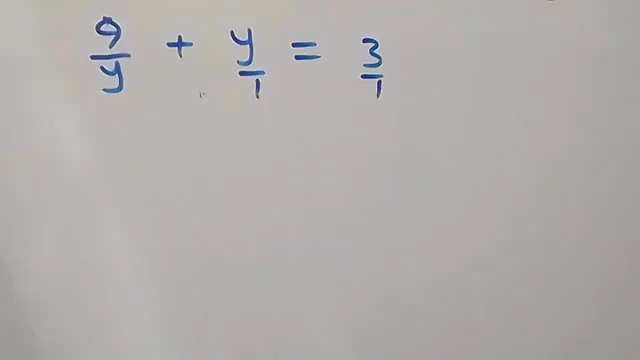 9/y + y/1 = 3/1